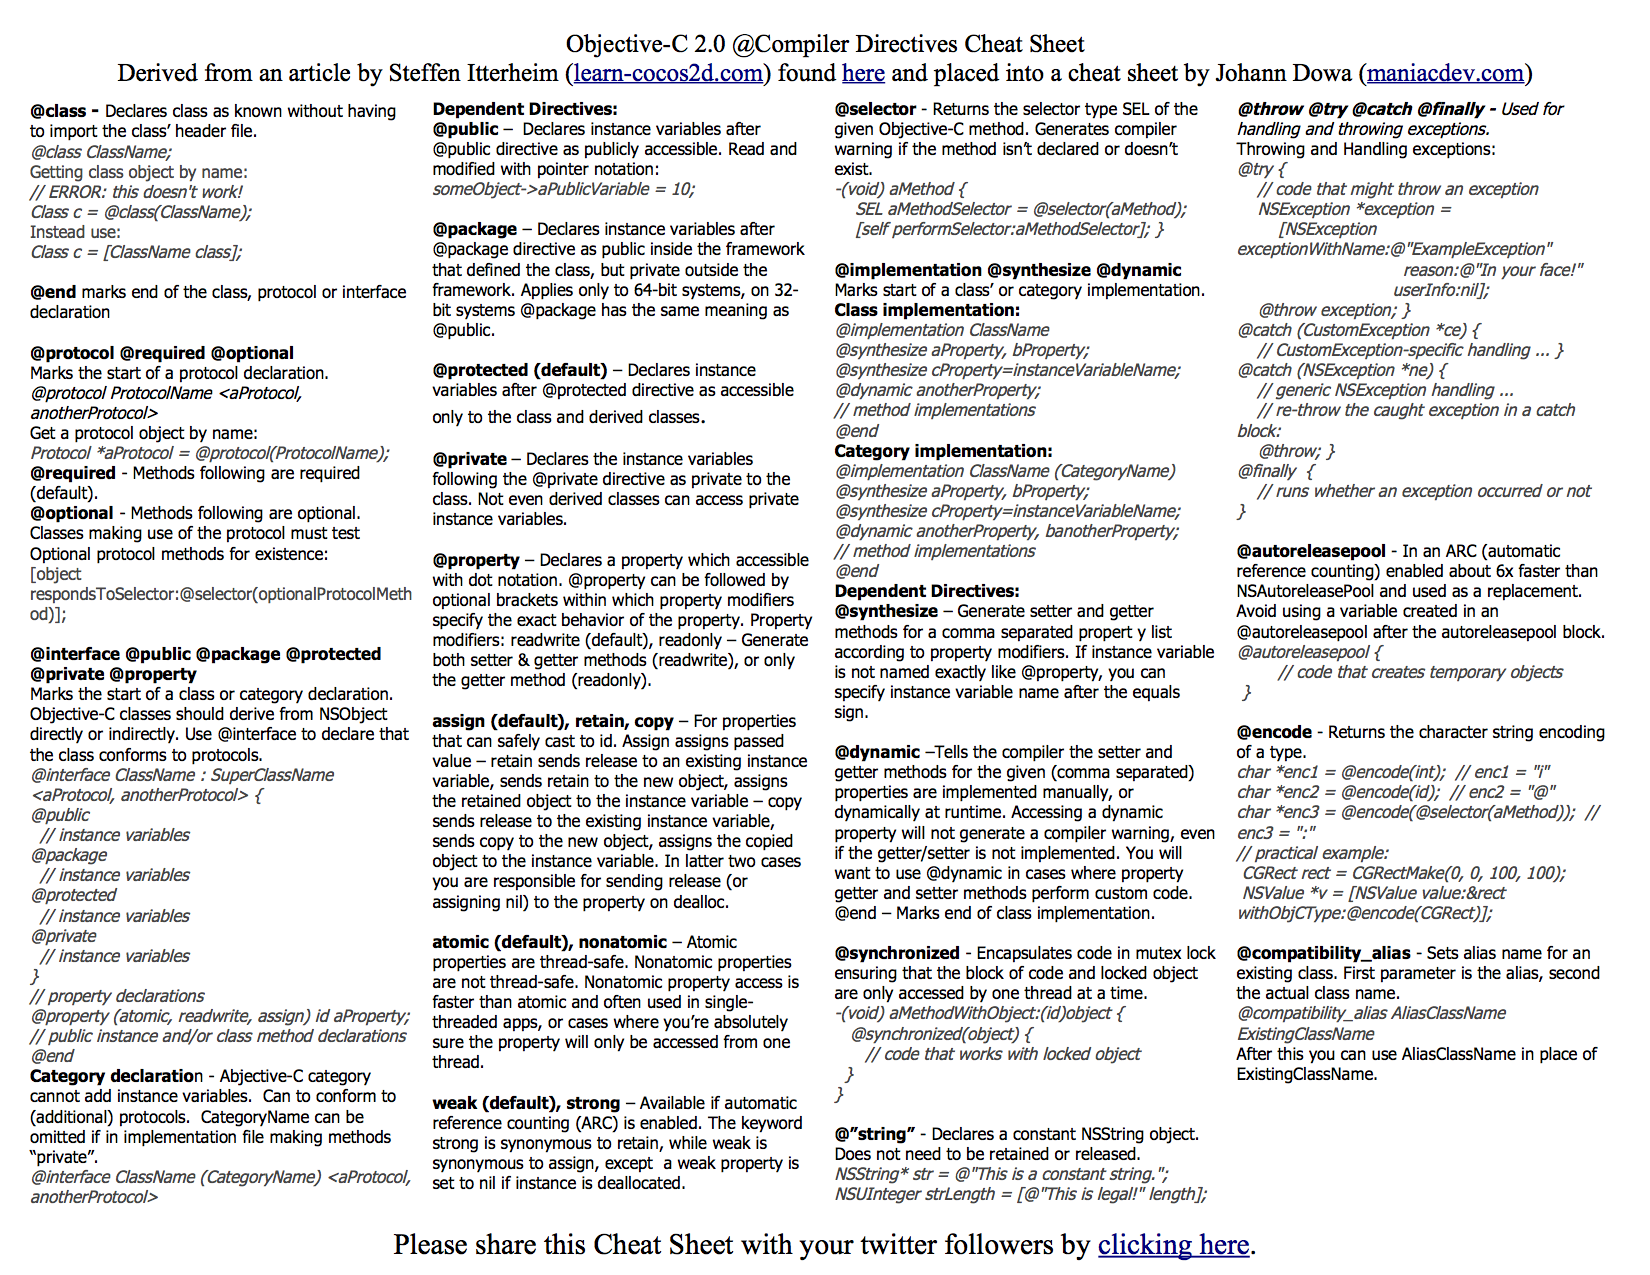 Objective-C 2.0 @Compiler Directives Cheat Sheet
Derived from an article by Steffen Itterheim (learn-cocos2d.com) found here and placed into a cheat sheet by Johann Dowa (maniacdev.com)
@class - Declares class as known without having
to import the class’ header file.
@class ClassName;
Getting class object by name:
// ERROR: this doesn't work!
Class c = @class(ClassName);
Instead use:
Class c = [ClassName class];
@end marks end of the class, protocol or interface
declaration
@protocol @required @optional
Marks the start of a protocol declaration.
@protocol ProtocolName <aProtocol,
anotherProtocol>
Get a protocol object by name:
Protocol *aProtocol = @protocol(ProtocolName);
@required - Methods following are required
(default).
@optional - Methods following are optional.
Classes making use of the protocol must test
Optional protocol methods for existence:
[object
respondsToSelector:@selector(optionalProtocolMeth
od)];
@interface @public @package @protected
@private @property
Marks the start of a class or category declaration.
Objective-C classes should derive from NSObject
directly or indirectly. Use @interface to declare that
the class conforms to protocols.
@interface ClassName : SuperClassName
<aProtocol, anotherProtocol> {
@public
// instance variables
@package
// instance variables
@protected
// instance variables
@private
// instance variables
}
// property declarations
@property (atomic, readwrite, assign) id aProperty;
// public instance and/or class method declarations
@end
Category declaration - Abjective-C category
cannot add instance variables.  Can to conform to
(additional) protocols.  CategoryName can be
omitted if in implementation file making methods
“private”.
@interface ClassName (CategoryName) <aProtocol,
anotherProtocol>
Dependent Directives:
@public –  Declares instance variables after
@public directive as publicly accessible. Read and
modified with pointer notation:
someObject->aPublicVariable = 10;
@package – Declares instance variables after
@package directive as public inside the framework
that defined the class, but private outside the
framework. Applies only to 64-bit systems, on 32-
bit systems @package has the same meaning as
@public.
@protected (default) – Declares instance
variables after @protected directive as accessible
only to the class and derived classes.
@private – Declares the instance variables
following the @private directive as private to the
class. Not even derived classes can access private
instance variables.
@property – Declares a property which accessible
with dot notation. @property can be followed by
optional brackets within which property modifiers
specify the exact behavior of the property. Property
modifiers: readwrite (default), readonly – Generate
both setter & getter methods (readwrite), or only
the getter method (readonly).
assign (default), retain, copy – For properties
that can safely cast to id. Assign assigns passed
value – retain sends release to an existing instance
variable, sends retain to the new object, assigns
the retained object to the instance variable – copy
sends release to the existing instance variable,
sends copy to the new object, assigns the copied
object to the instance variable. In latter two cases
you are responsible for sending release (or
assigning nil) to the property on dealloc.
atomic (default), nonatomic – Atomic
properties are thread-safe. Nonatomic properties
are not thread-safe. Nonatomic property access is
faster than atomic and often used in single-
threaded apps, or cases where you’re absolutely
sure the property will only be accessed from one
thread.
weak (default), strong – Available if automatic
reference counting (ARC) is enabled. The keyword
strong is synonymous to retain, while weak is
synonymous to assign, except  a weak property is
set to nil if instance is deallocated.
@selector - Returns the selector type SEL of the
given Objective-C method. Generates compiler
warning if the method isn’t declared or doesn’t
exist.
-(void) aMethod {
SEL aMethodSelector = @selector(aMethod);
[self performSelector:aMethodSelector]; }
@implementation @synthesize @dynamic
Marks start of a class’ or category implementation.
Class implementation:
@implementation ClassName
@synthesize aProperty, bProperty;
@synthesize cProperty=instanceVariableName;
@dynamic anotherProperty;
// method implementations
@end
Category implementation:
@implementation ClassName (CategoryName)
@synthesize aProperty, bProperty;
@synthesize cProperty=instanceVariableName;
@dynamic anotherProperty, banotherProperty;
// method implementations
@end
Dependent Directives:
@synthesize – Generate setter and getter
methods for a comma separated propert y list
according to property modifiers. If instance variable
is not named exactly like @property, you can
specify instance variable name after the equals
sign.
@dynamic –Tells the compiler the setter and
getter methods for the given (comma separated)
properties are implemented manually, or
dynamically at runtime. Accessing a dynamic
property will not generate a compiler warning, even
if the getter/setter is not implemented. You will
want to use @dynamic in cases where property
getter and setter methods perform custom code.
@end – Marks end of class implementation.
@synchronized - Encapsulates code in mutex lock
ensuring that the block of code and locked object
are only accessed by one thread at a time.
-(void) aMethodWithObject:(id)object {
@synchronized(object) {
// code that works with locked object
}
}
@”string” - Declares a constant NSString object.
Does not need to be retained or released.
NSString* str = @"This is a constant string.";
NSUInteger strLength = [@"This is legal!" length];
@throw @try @catch @finally - Used for
handling and throwing exceptions.
Throwing and Handling exceptions:
@try {
// code that might throw an exception
NSException *exception =
[NSException
exceptionWithName:@"ExampleException"
reason:@"In your face!"
userInfo:nil];
@throw exception; }
@catch (CustomException *ce) {
// CustomException-specific handling ... }
@catch (NSException *ne) {
// generic NSException handling ...
// re-throw the caught exception in a catch
block:
@throw; }
@finally  {
// runs whether an exception occurred or not
}
@autoreleasepool - In an ARC (automatic
reference counting) enabled about 6x faster than
NSAutoreleasePool and used as a replacement.
Avoid using a variable created in an
@autoreleasepool after the autoreleasepool block.
@autoreleasepool {
// code that creates temporary objects
}
@encode - Returns the character string encoding
of a type.
char *enc1 = @encode(int);  // enc1 = "i"
char *enc2 = @encode(id);  // enc2 = "@"
char *enc3 = @encode(@selector(aMethod));  //
enc3 = ":"
// practical example:
CGRect rect = CGRectMake(0, 0, 100, 100);
NSValue *v = [NSValue value:&rect
withObjCType:@encode(CGRect)];
@compatibility_alias - Sets alias name for an
existing class. First parameter is the alias, second
the actual class name.
@compatibility_alias AliasClassName
ExistingClassName
After this you can use AliasClassName in place of
ExistingClassName.
Please share this Cheat Sheet with your twitter followers by clicking here.